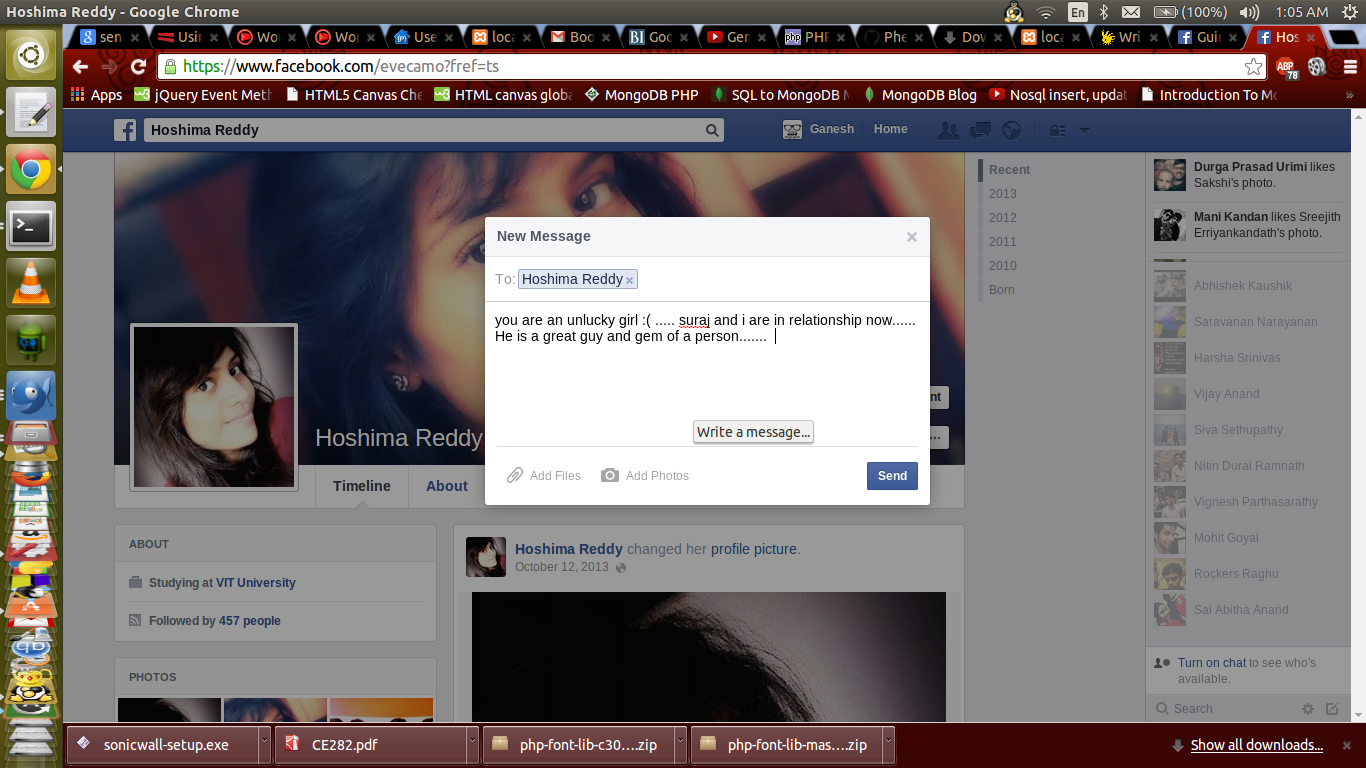 Hoshima Reddy - Google Chrome
En
(100%)
1:05 AM
sen
Usin
Wor
Wor
Use
loca
Boo
Goo
Ger
PHP
Phe
Dov
loca
Wri
Gui
Hos
https://www.facebook.com/evecamo?fref=ts
ABP
78
Apps
jQuery Event Meth
HTML5 Canvas Che
HTML canvas globa
MongoDB PHP
SQL to MongoDB M
MongoDB Blog
Nosql insert, updat
Introduction To Mo
»
Hoshima Reddy
Ganesh
Home
Recent
2013
2012
2011
2010
Born
Durga Prasad Urimi likes
Sakshi's photo.
Mani Kandan likes Sreejith
Erriyankandath's photo.
Abhishek Kaushik
Saravanan Narayanan
Harsha Srinivas
Vijay Anand
Siva Sethupathy
Nitin Durai Ramnath
Vignesh Parthasarathy
Mohit Goyal
Rockers Raghu
Sai Abitha Anand
Turn on chat to see who's
available.
Search
New Message
To: Hoshima Reddy
you are an unlucky girl :( ..... suraj and i are in relationship now......
He is a great guy and gem of a person.......
Write a message...
Add Files
Add Photos
Send
nt
...
Hoshima Reddy
Timeline
About
ABOUT
Studying at VIT University
Followed by 457 people
PHOTOS
Hoshima Reddy changed her profile picture.
October 12, 2013
sonicwall-setup.exe
CE282.pdf
php-font-lib-c30....zip
php-font-lib-mas....zip
Show all downloads...